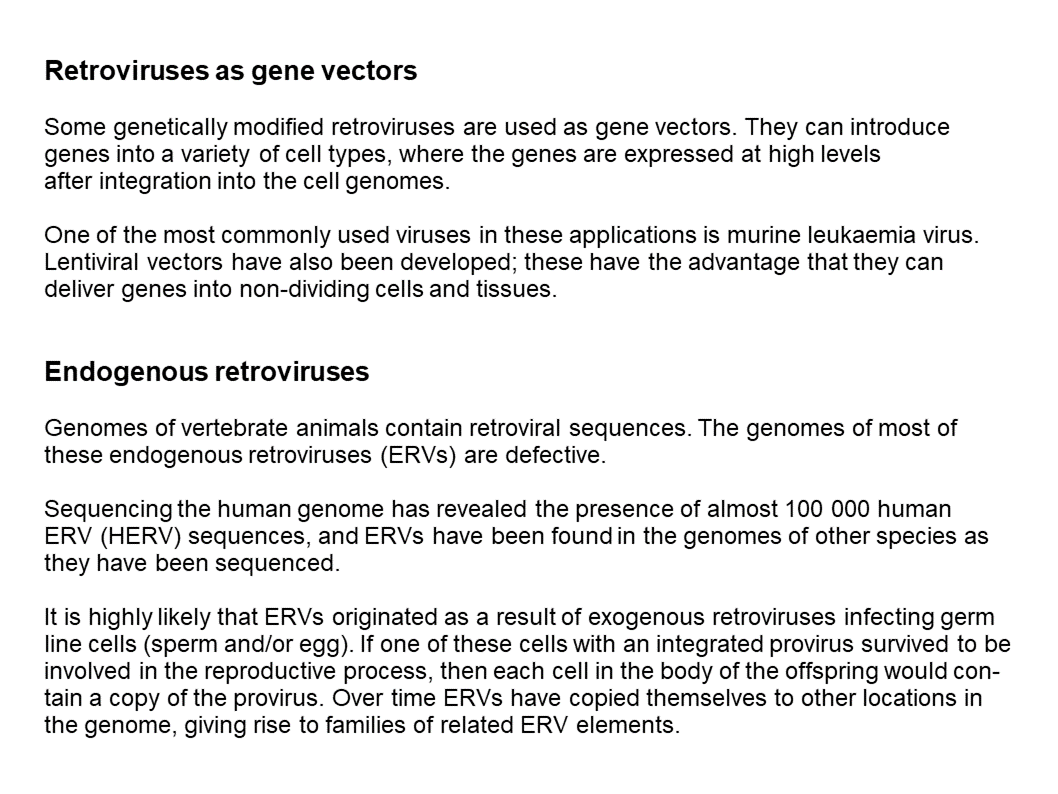 Retroviruses as gene vectors
Some genetically modified retroviruses are used as gene vectors. They can introduce
genes into a variety of cell types, where the genes are expressed at high levels
after integration into the cell genomes.
One of the most commonly used viruses in these applications is murine leukaemia virus.
Lentiviral vectors have also been developed; these have the advantage that they can
deliver genes into non-dividing cells and tissues.
Endogenous retroviruses
Genomes of vertebrate animals contain retroviral sequences. The genomes of most of
these endogenous retroviruses (ERVs) are defective.
Sequencing the human genome has revealed the presence of almost 100 000 human
ERV (HERV) sequences, and ERVs have been found in the genomes of other species as
they have been sequenced.
It is highly likely that ERVs originated as a result of exogenous retroviruses infecting germ
line cells (sperm and/or egg). If one of these cells with an integrated provirus survived to be
involved in the reproductive process, then each cell in the body of the offspring would con-
tain a copy of the provirus. Over time ERVs have copied themselves to other locations in
the genome, giving rise to families of related ERV elements.